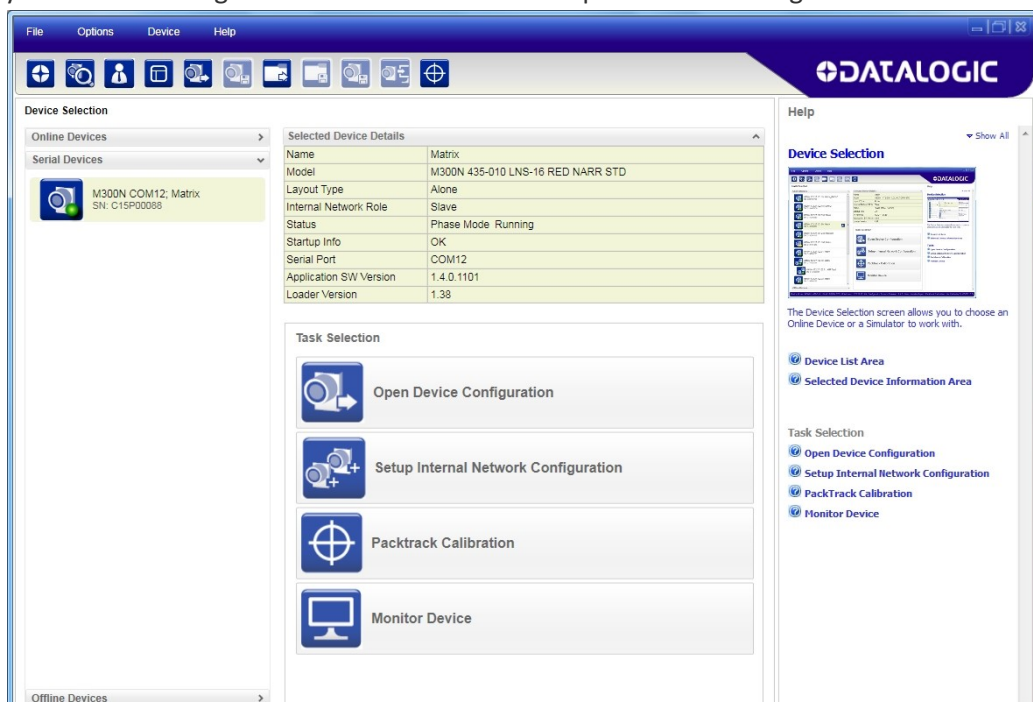 File Options Device Help
DATALOGIC
Device Selection
Online Devices
Serial Devices
M300N COM12; Matrix
SN: C15P00088
Offline Devices
Selected Device Details
Name Matrix
Model M300N 435-010 LNS-16 RED NARR STD
Layout Type Alone
Internal Network Role Slave
Status Phase Mode Running
Startup Info OK
Serial Port COM12
Application SW Version 1.4.0.1101
Loader Version 1.38
Task Selection
Open Device Configuration
Setup Internal Network Configuration
Packtrack Calibration
Monitor Device
Help
Show All
Device Selection
The Device Selection screen allows you to choose an
Online Device or a Simulator to work with.
Device List Area
Selected Device Information Area
Task Selection
Open Device Configuration
Setup Internal Network Configuration
PackTrack Calibration
Monitor Device